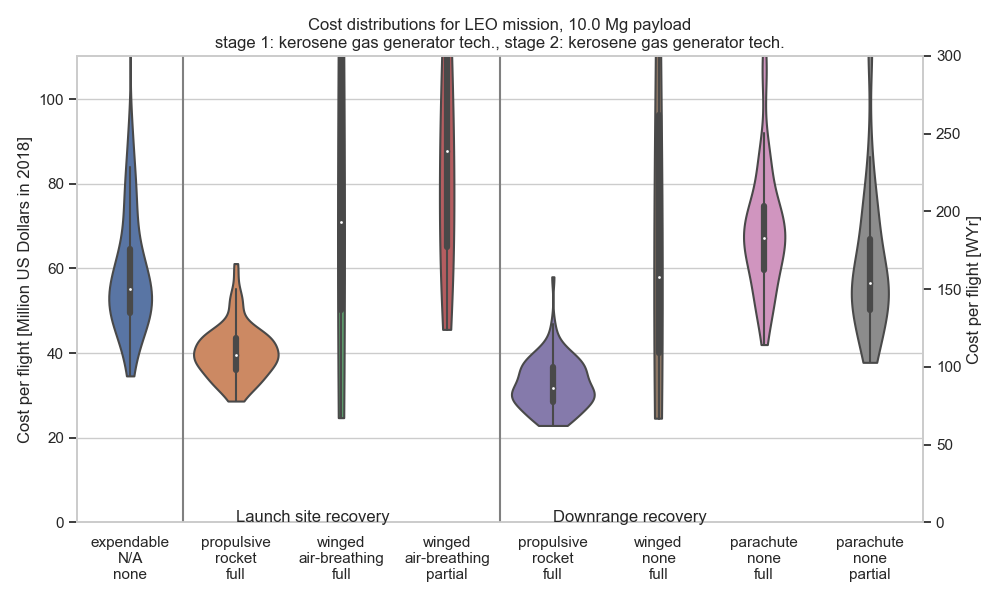 Cost distributions for LEO mission, 10.0 Mg payload
stage 1: kerosene gas generator tech., stage 2: kerosene gas generator tech.
Cost per flight [Million US Dollars in 2018]
100
80
60
40
20
0
300
250
200
150
100
50
0
Cost per flight [WYr]
Launch site recovery
Downrange recovery
expendable
N/A
none
propulsive
rocket
full
winged
air-breathing
full
winged
air-breathing
partial
propulsive
rocket
full
winged
none
full
parachute
none
full
parachute
none
partial